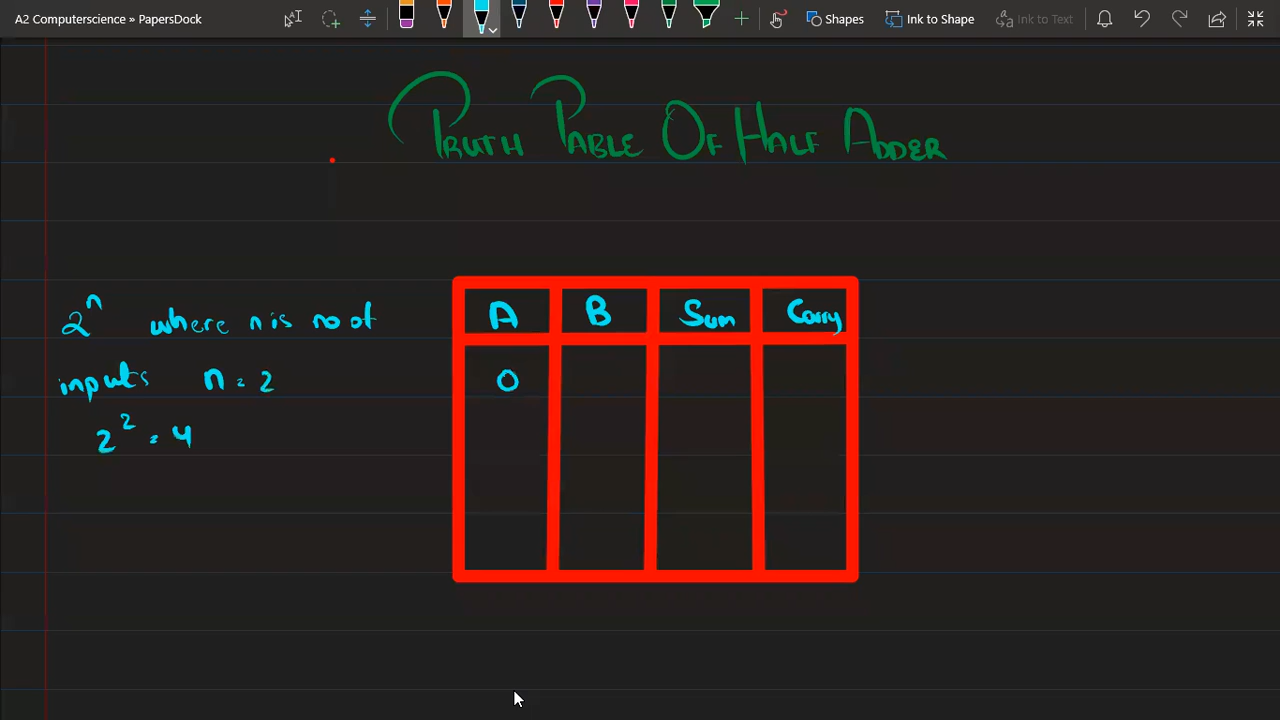 A2 Computerscience » PapersDock
Shapes
Ink to Shape
Ink to Text
TRUTH TABLE OF HALF ADDER
2^n where n is no of
inputs n = 2
2^2 = 4
A B Sum Carry
0